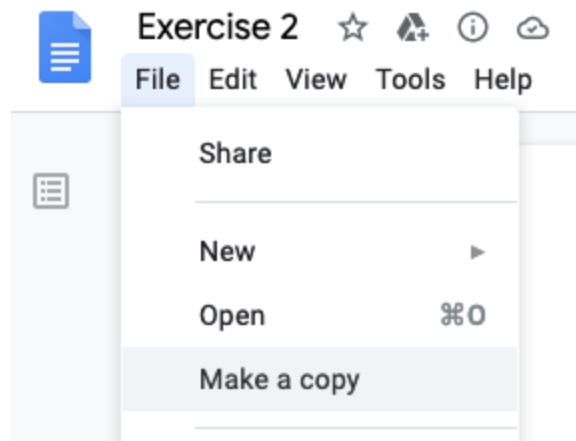 Exercise 2
File Edit View Tools Help
Share
New
Open ⌘O
Make a copy